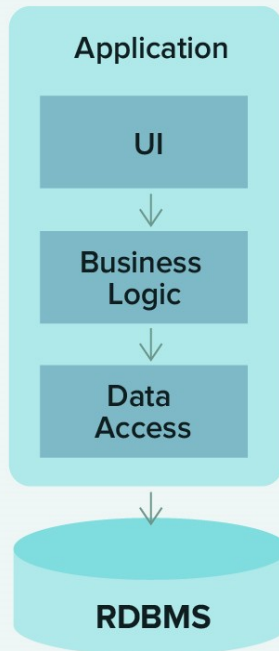 Application
UI
Business
Logic
Data
Access
RDBMS